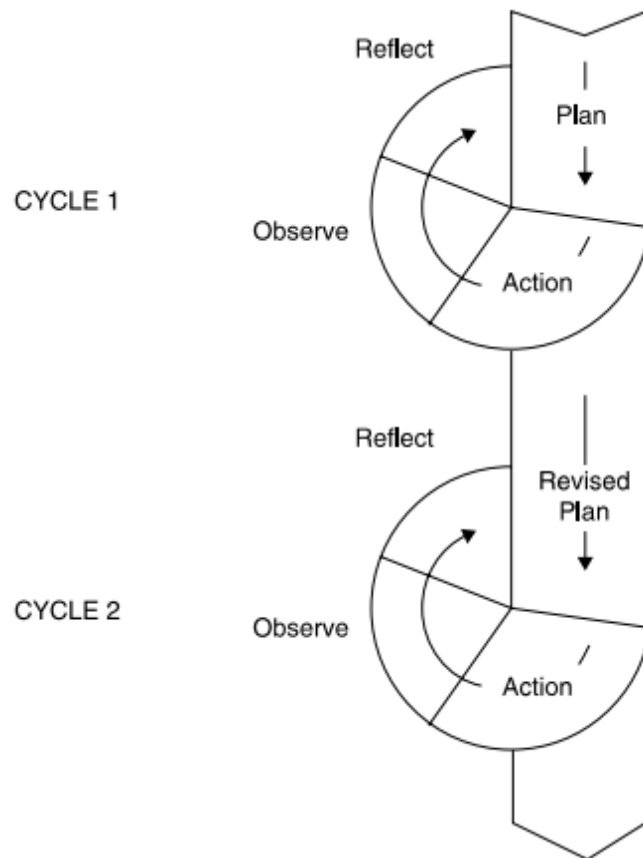 Reflect
Plan
CYCLE 1
Observe
Action
Reflect
Revised
Plan
CYCLE 2
Observe
Action